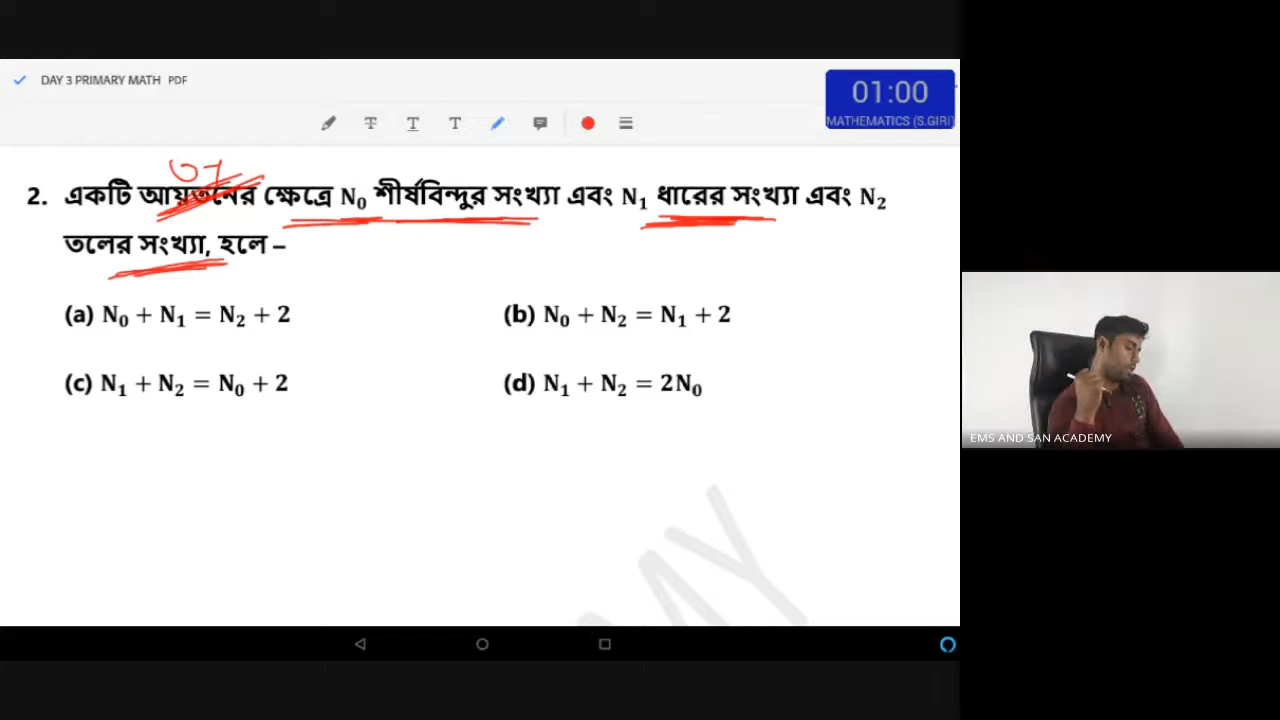 DAY 3 PRIMARY MATH PDF
01:00
MATHEMATICS (S.GIRI)
2. একটি আয়তনের ক্ষেত্রে N₀ শীর্ষবিন্দুর সংখ্যা এবং N₁ ধারের সংখ্যা এবং N₂
তলের সংখ্যা, হলে –
(a) N₀ + N₁ = N₂ + 2
(b) N₀ + N₂ = N₁ + 2
(c) N₁ + N₂ = N₀ + 2
(d) N₁ + N₂ = 2N₀
EMS AND SAN ACADEMY